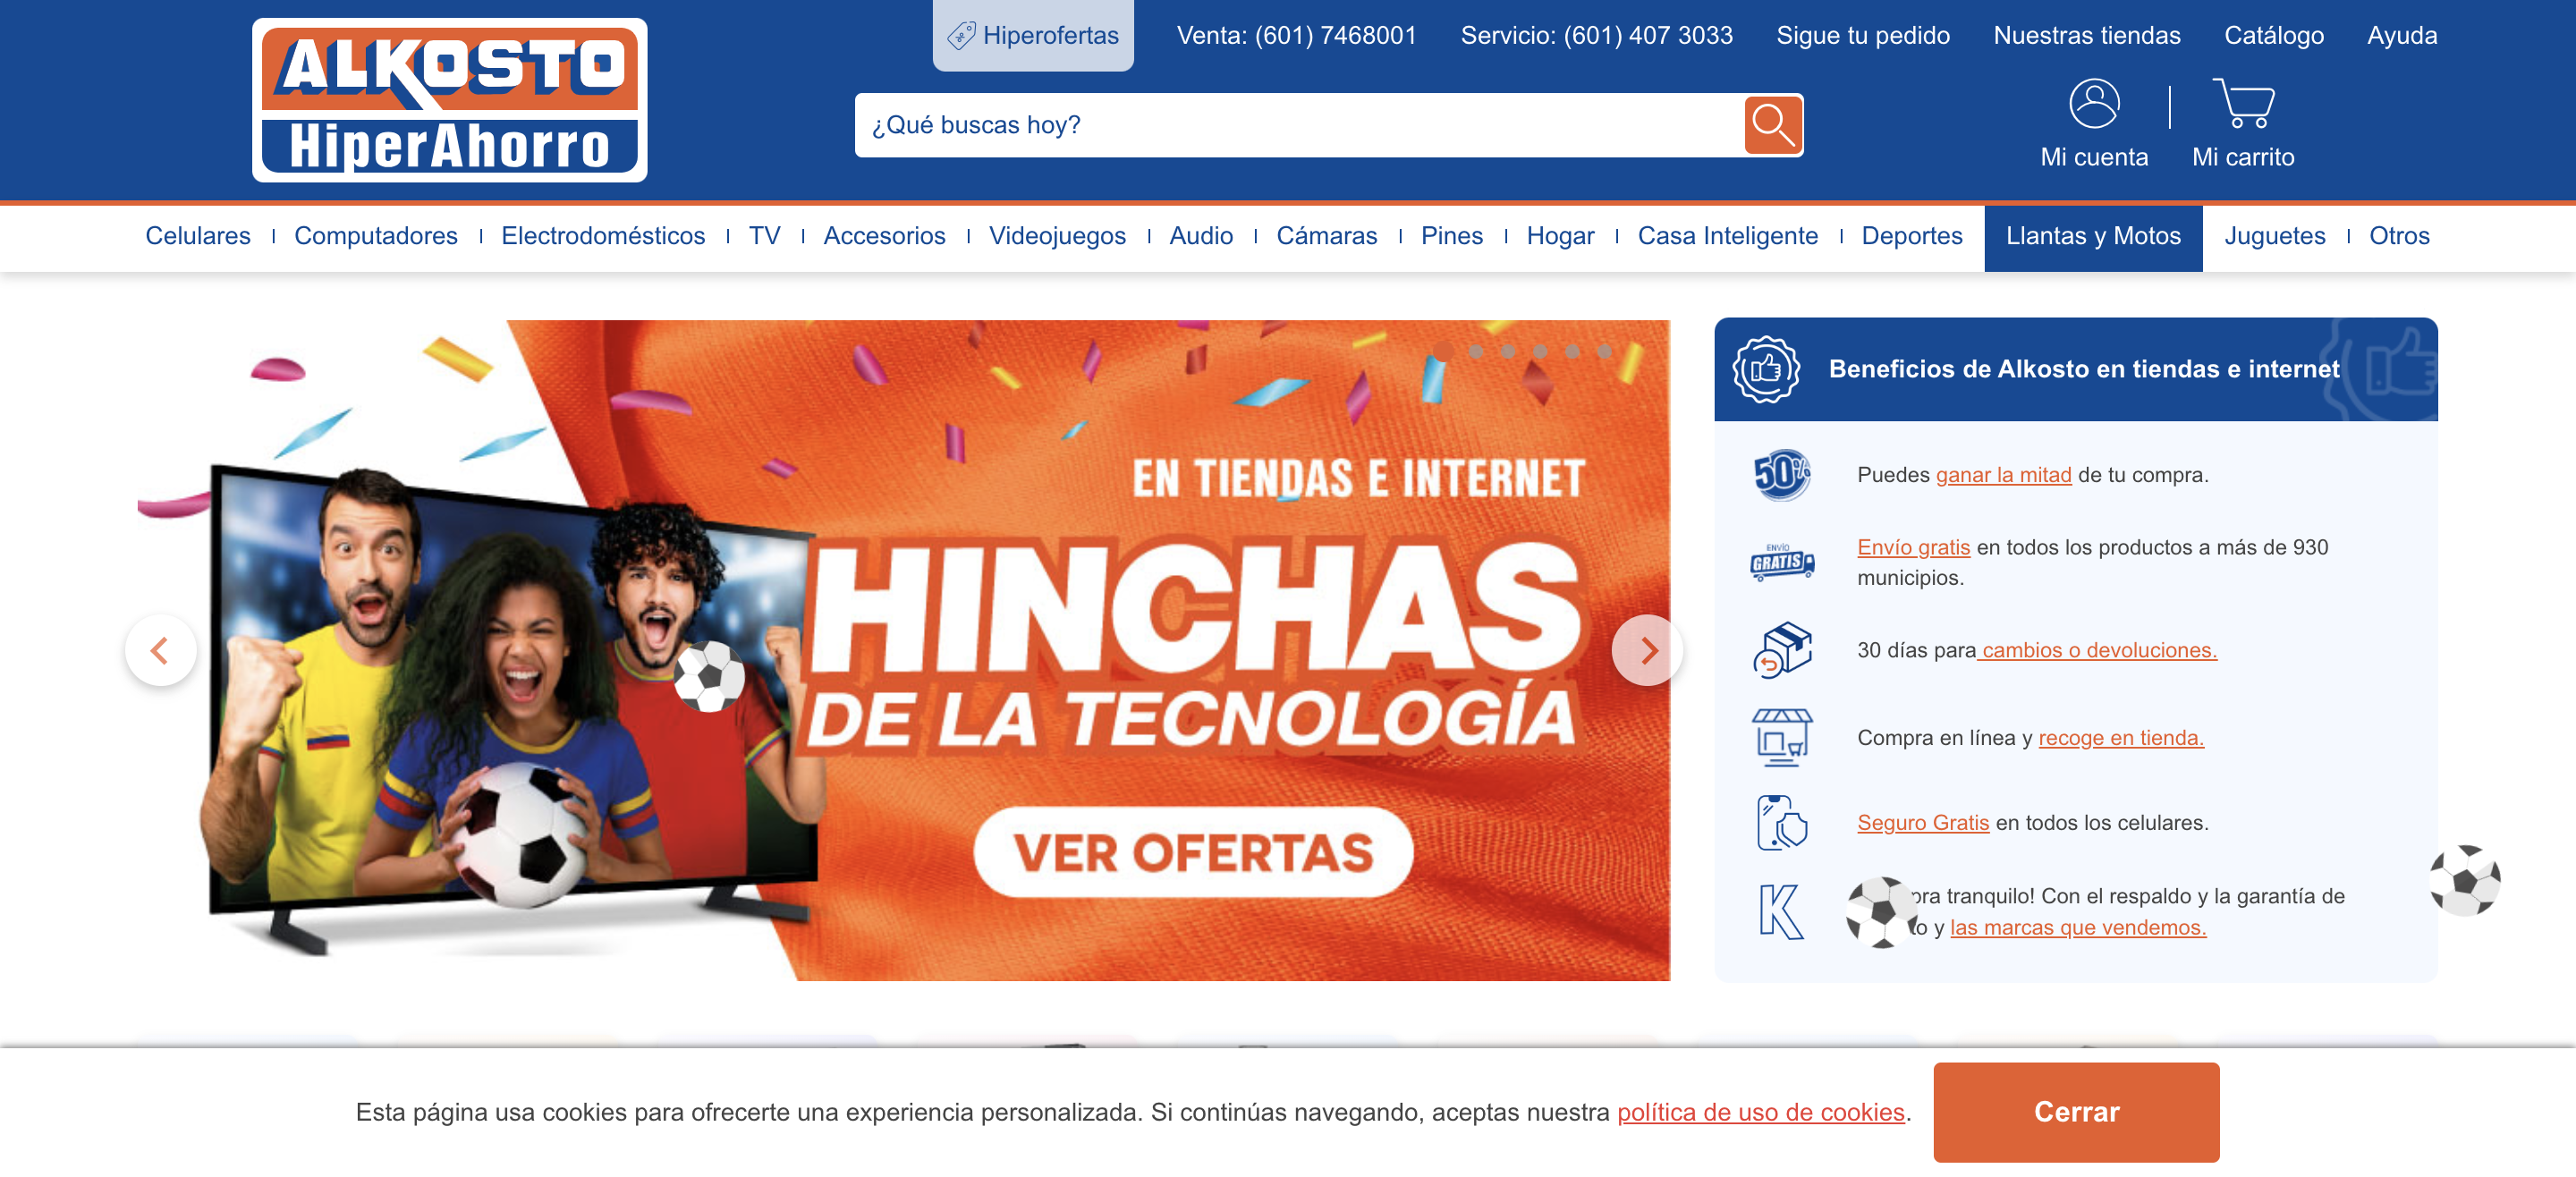 ALKOSTO
HiperAhorro
Hiperofertas
Venta: (601) 7468001
Servicio: (601) 407 3033
Sigue tu pedido
Nuestras tiendas
Catálogo
Ayuda
¿Qué buscas hoy?
Mi cuenta
Mi carrito
Celulares
Computadores
Electrodomésticos
TV
Accesorios
Videojuegos
Audio
Cámaras
Pines
Hogar
Casa Inteligente
Deportes
Llantas y Motos
Juguetes
Otros
EN TIENDAS E INTERNET
HINCHAS
DE LA TECNOLOGÍA
VER OFERTAS
Beneficios de Alkosto en tiendas e internet
50%
Puedes ganar la mitad de tu compra.
ENVÍO
GRATIS
Envío gratis en todos los productos a más de 930
municipios.
30 días para cambios o devoluciones.
Compra en línea y recoge en tienda.
Seguro Gratis en todos los celulares.
K
tranquilo! Con el respaldo y la garantía de
y las marcas que vendemos.
Esta página usa cookies para ofrecerte una experiencia personalizada. Si continúas navegando, aceptas nuestra política de uso de cookies.
Cerrar